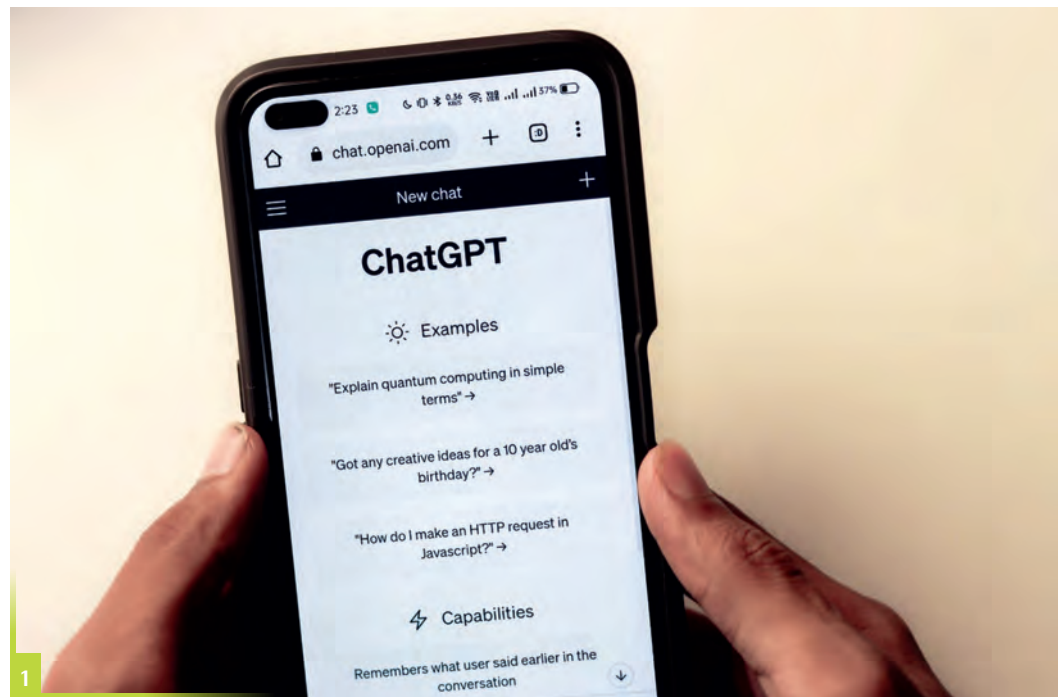 2:23 37%
chat.openai.com
New chat
ChatGPT
Examples
"Explain quantum computing in simple
terms" →
"Got any creative ideas for a 10 year old's
birthday?" →
"How do I make an HTTP request in
Javascript?" →
Capabilities
Remembers what user said earlier in the
conversation
1